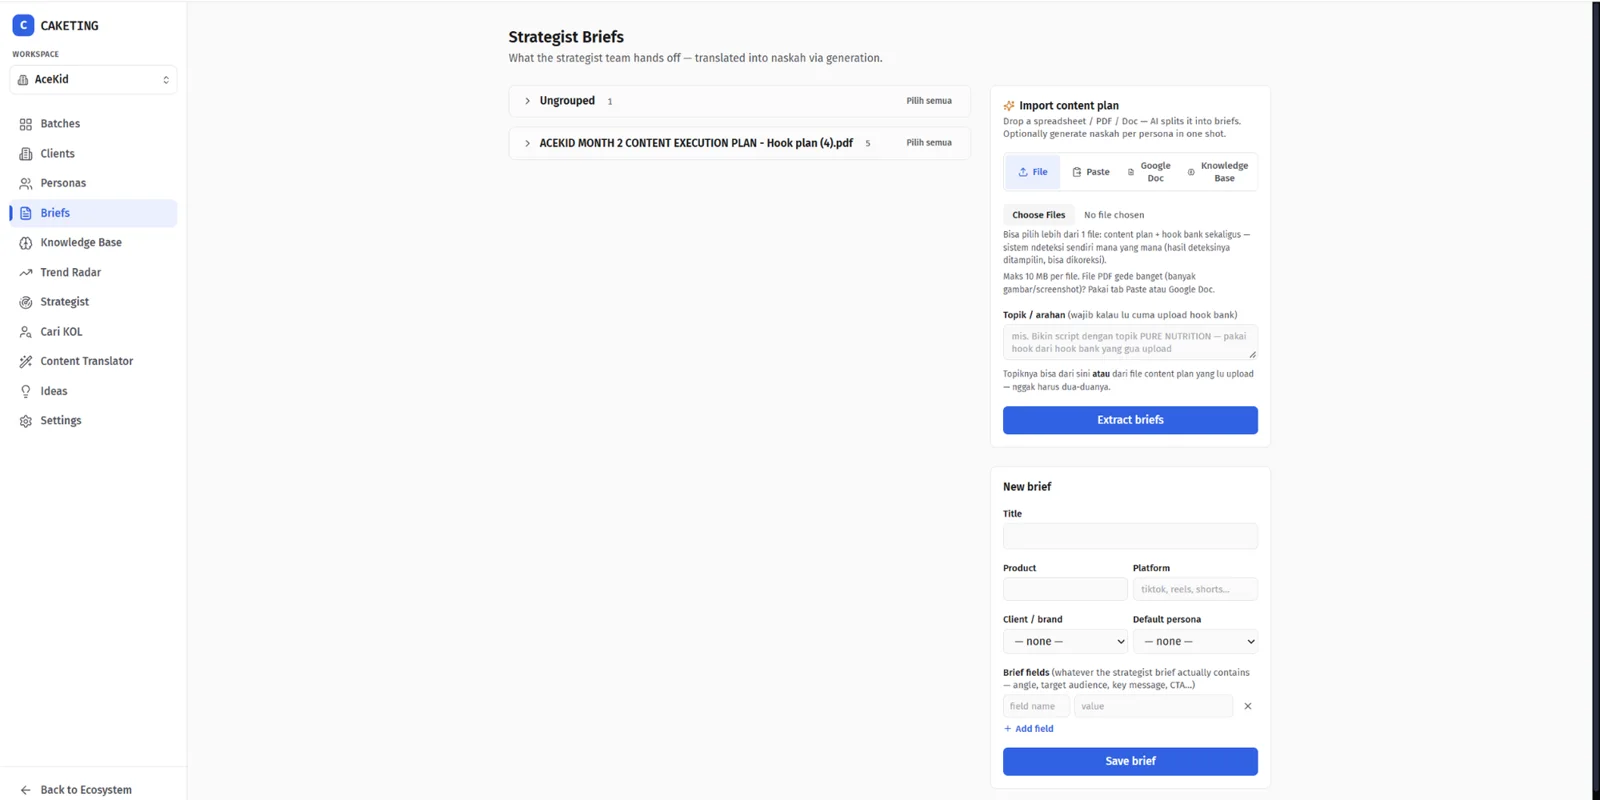 C CAKETING
WORKSPACE
AceKid
Batches
Clients
Personas
Briefs
Knowledge Base
Trend Radar
Strategist
Cari KOL
Content Translator
Ideas
Settings
Back to Ecosystem
Strategist Briefs
What the strategist team hands off — translated into naskah via generation.
Ungrouped 1 Pilih semua
ACEKID MONTH 2 CONTENT EXECUTION PLAN - Hook plan (4).pdf 5 Pilih semua
Import content plan
Drop a spreadsheet / PDF / Doc — AI splits it into briefs.
Optionally generate naskah per persona in one shot.
File
Paste
Google
Doc
Knowledge
Base
Choose Files No file chosen
Bisa pilih lebih dari 1 file: content plan + hook bank sekaligus —
sistem ndeteksi sendiri mana yang mana (hasil deteksinya
ditampilin, bisa dikoreksi).
Maks 10 MB per file. File PDF gede banget (banyak
gambar/screenshot)? Pakai tab Paste atau Google Doc.
Topik / arahan (wajib kalau lu cuma upload hook bank)
mis. Bikin script dengan topik PURE NUTRITION — pakai
hook dari hook bank yang gua upload
Topiknya bisa dari sini atau dari file content plan yang lu upload
— nggak harus dua-duanya.
Extract briefs
New brief
Title
Product Platform
tiktok, reels, shorts...
Client / brand Default persona
— none — — none —
Brief fields (whatever the strategist brief actually contains
— angle, target audience, key message, CTA...)
field name value
+ Add field
Save brief